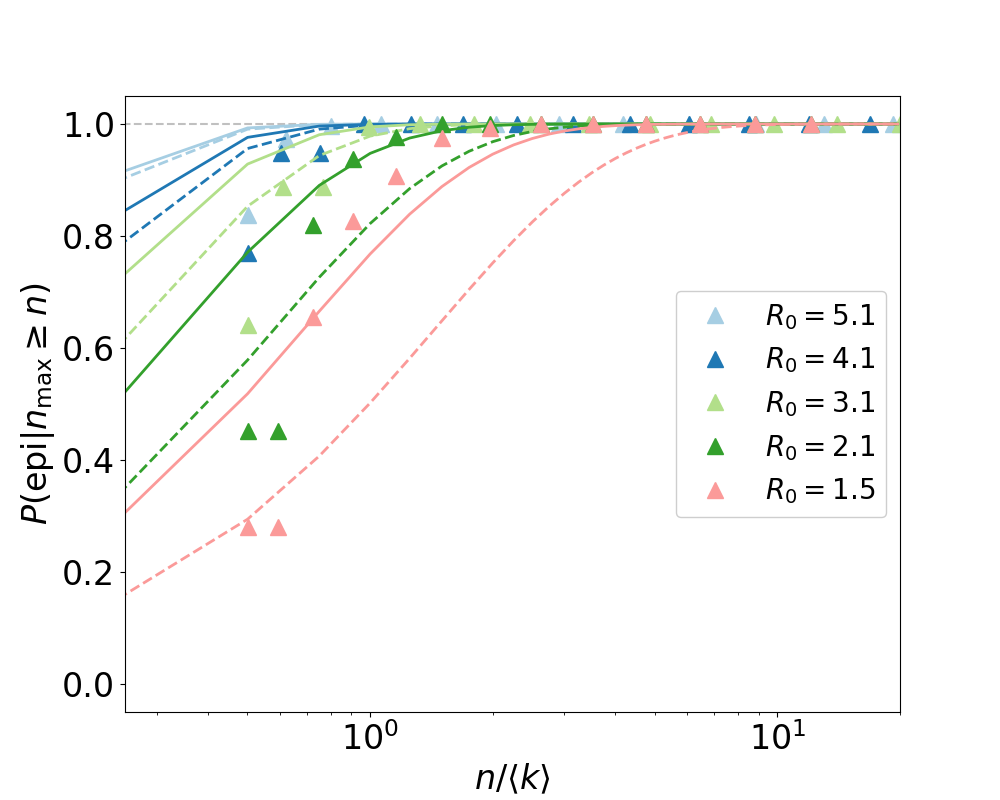 1.0
0.8
0.6
0.4
0.2
0.0
P(epi|n_max ≥ n)
R_0 = 5.1
R_0 = 4.1
R_0 = 3.1
R_0 = 2.1
R_0 = 1.5
10^0
10^1
n/⟨k⟩